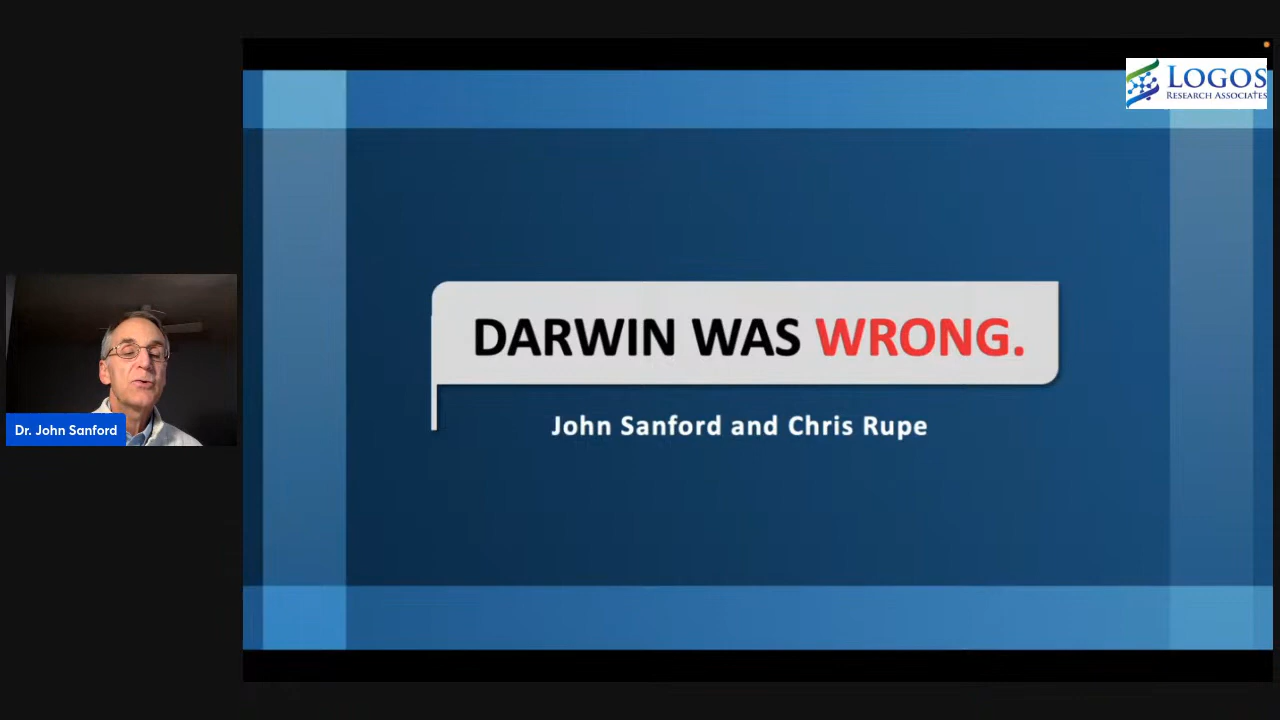 LOGOS
RESEARCH ASSOCIATES
DARWIN WAS WRONG.
John Sanford and Chris Rupe
Dr. John Sanford